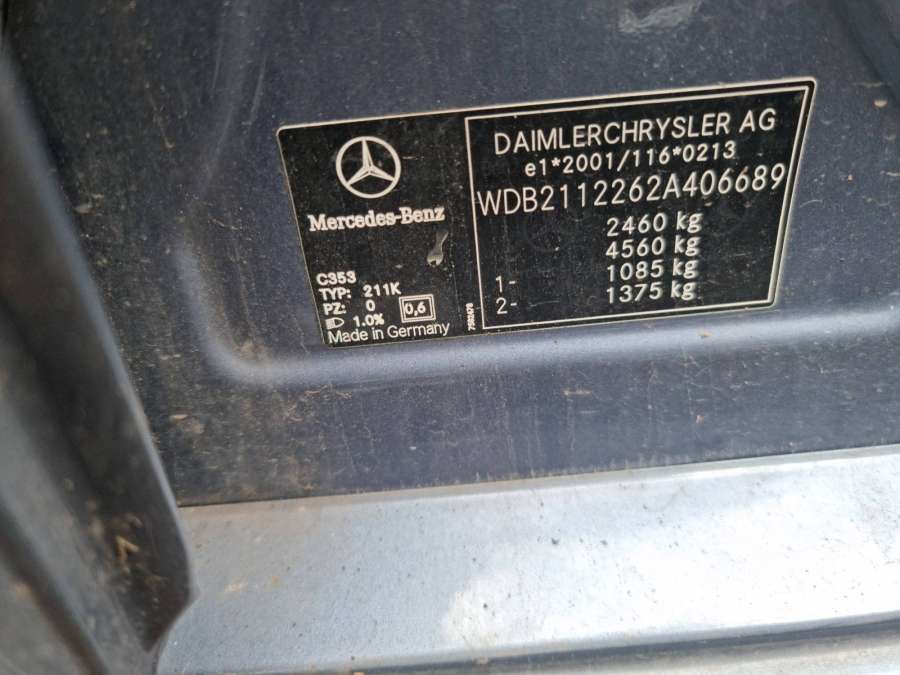 Mercedes-Benz
C353
TYP: 211K
PZ: 0
1.0%
0,6
Made in Germany
DAIMLERCHRYSLER AG
e1*2001/116*0213
WDB2112262A406689
2460 kg
4560 kg
1- 1085 kg
2- 1375 kg